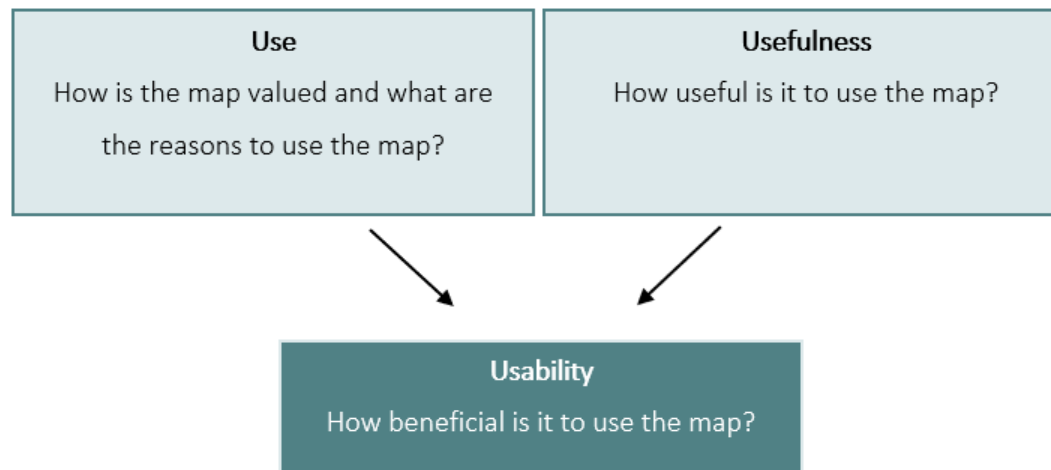 Use
How is the map valued and what are
the reasons to use the map?
Usefulness
How useful is it to use the map?
Usability
How beneficial is it to use the map?